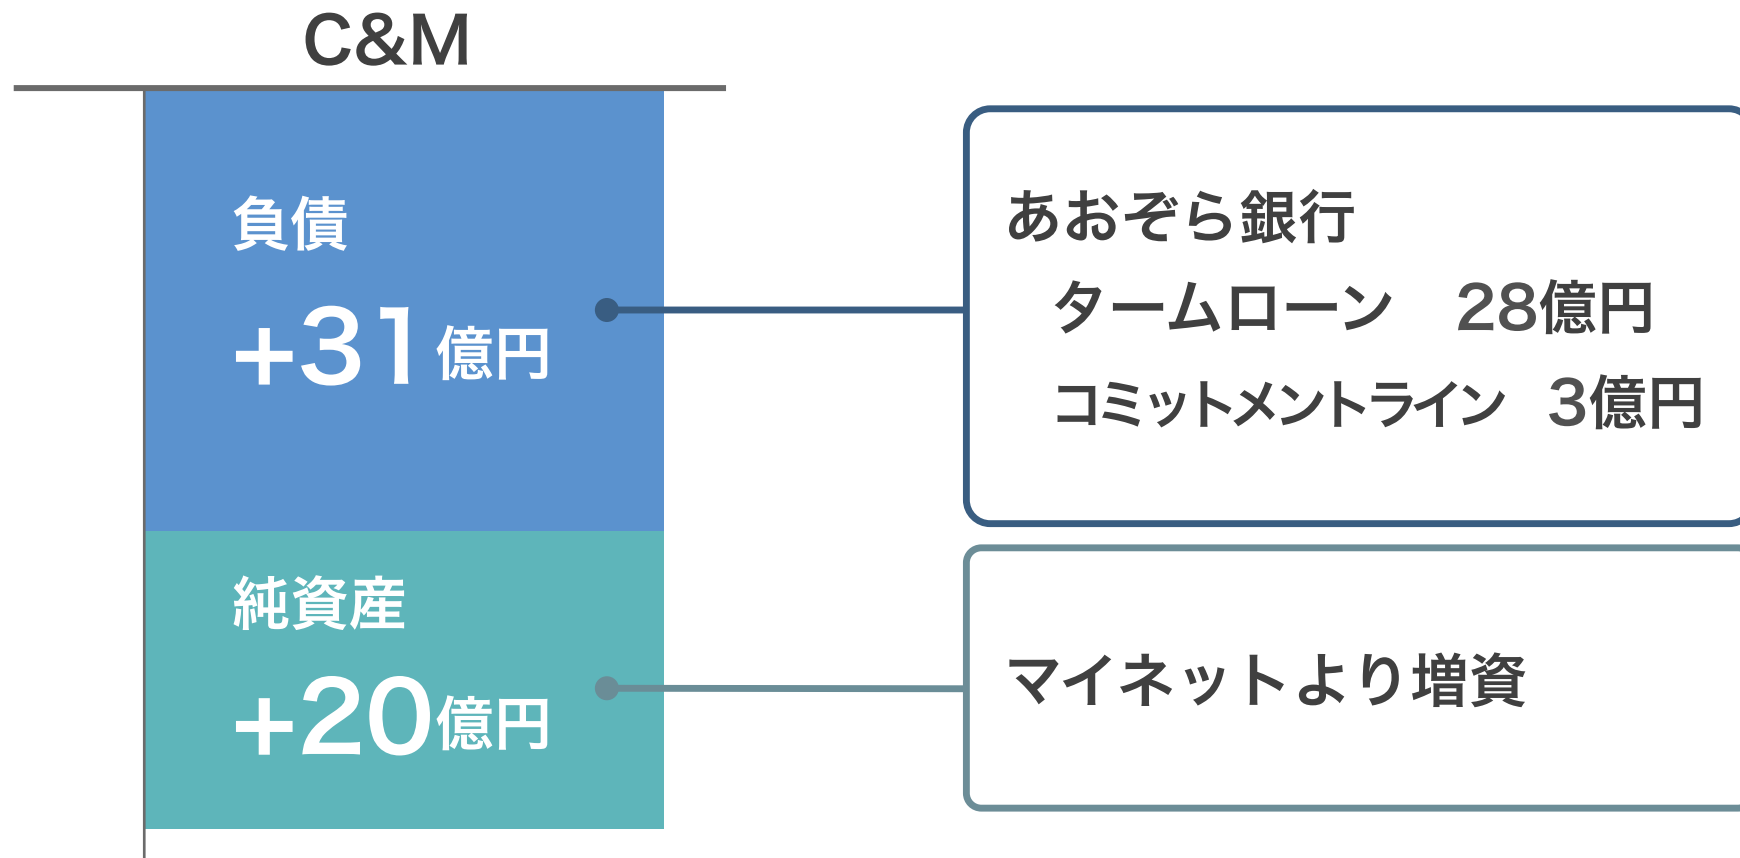 C&M
負債
+31億円
あおぞら銀行
タームローン 28億円
コミットメントライン 3億円
純資産
+20億円
マイネットより増資